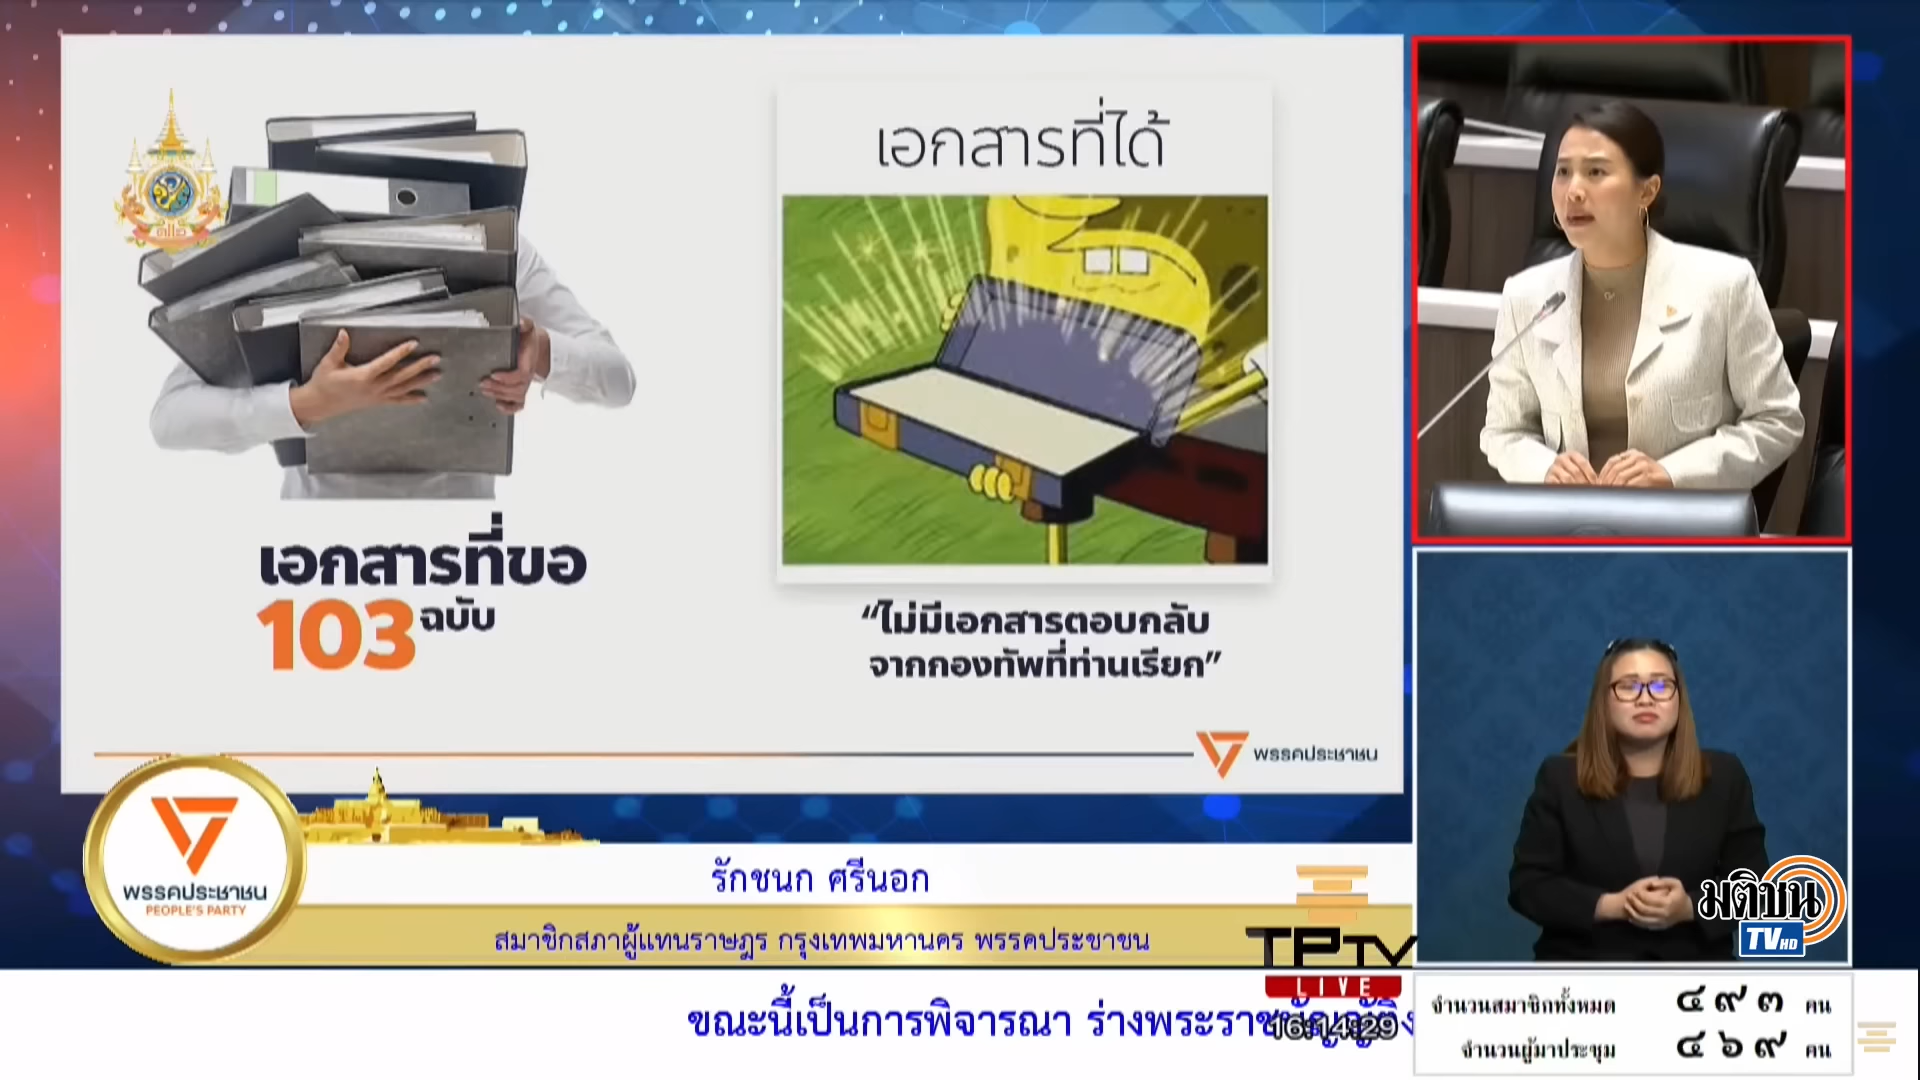 เอกสารที่ได้
๗๒
เอกสารที่ขอ
103 ฉบับ
“ไม่มีเอกสารตอบกลับ
จากกองทัพที่ท่านเรียก”
พรรคประชาชน
พรรคประชาชน
PEOPLE'S PARTY
รักชนก ศรีนอก
สมาชิกสภาผู้แทนราษฎร กรุงเทพมหานคร พรรคประชาชน
TPTV
LIVE
16:14:29
ขณะนี้เป็นการพิจารณา ร่างพระราช
มติชน
TV HD
จำนวนสมาชิกทั้งหมด ๔๙๓ คน
จำนวนผู้มาประชุม ๔๖๙ คน